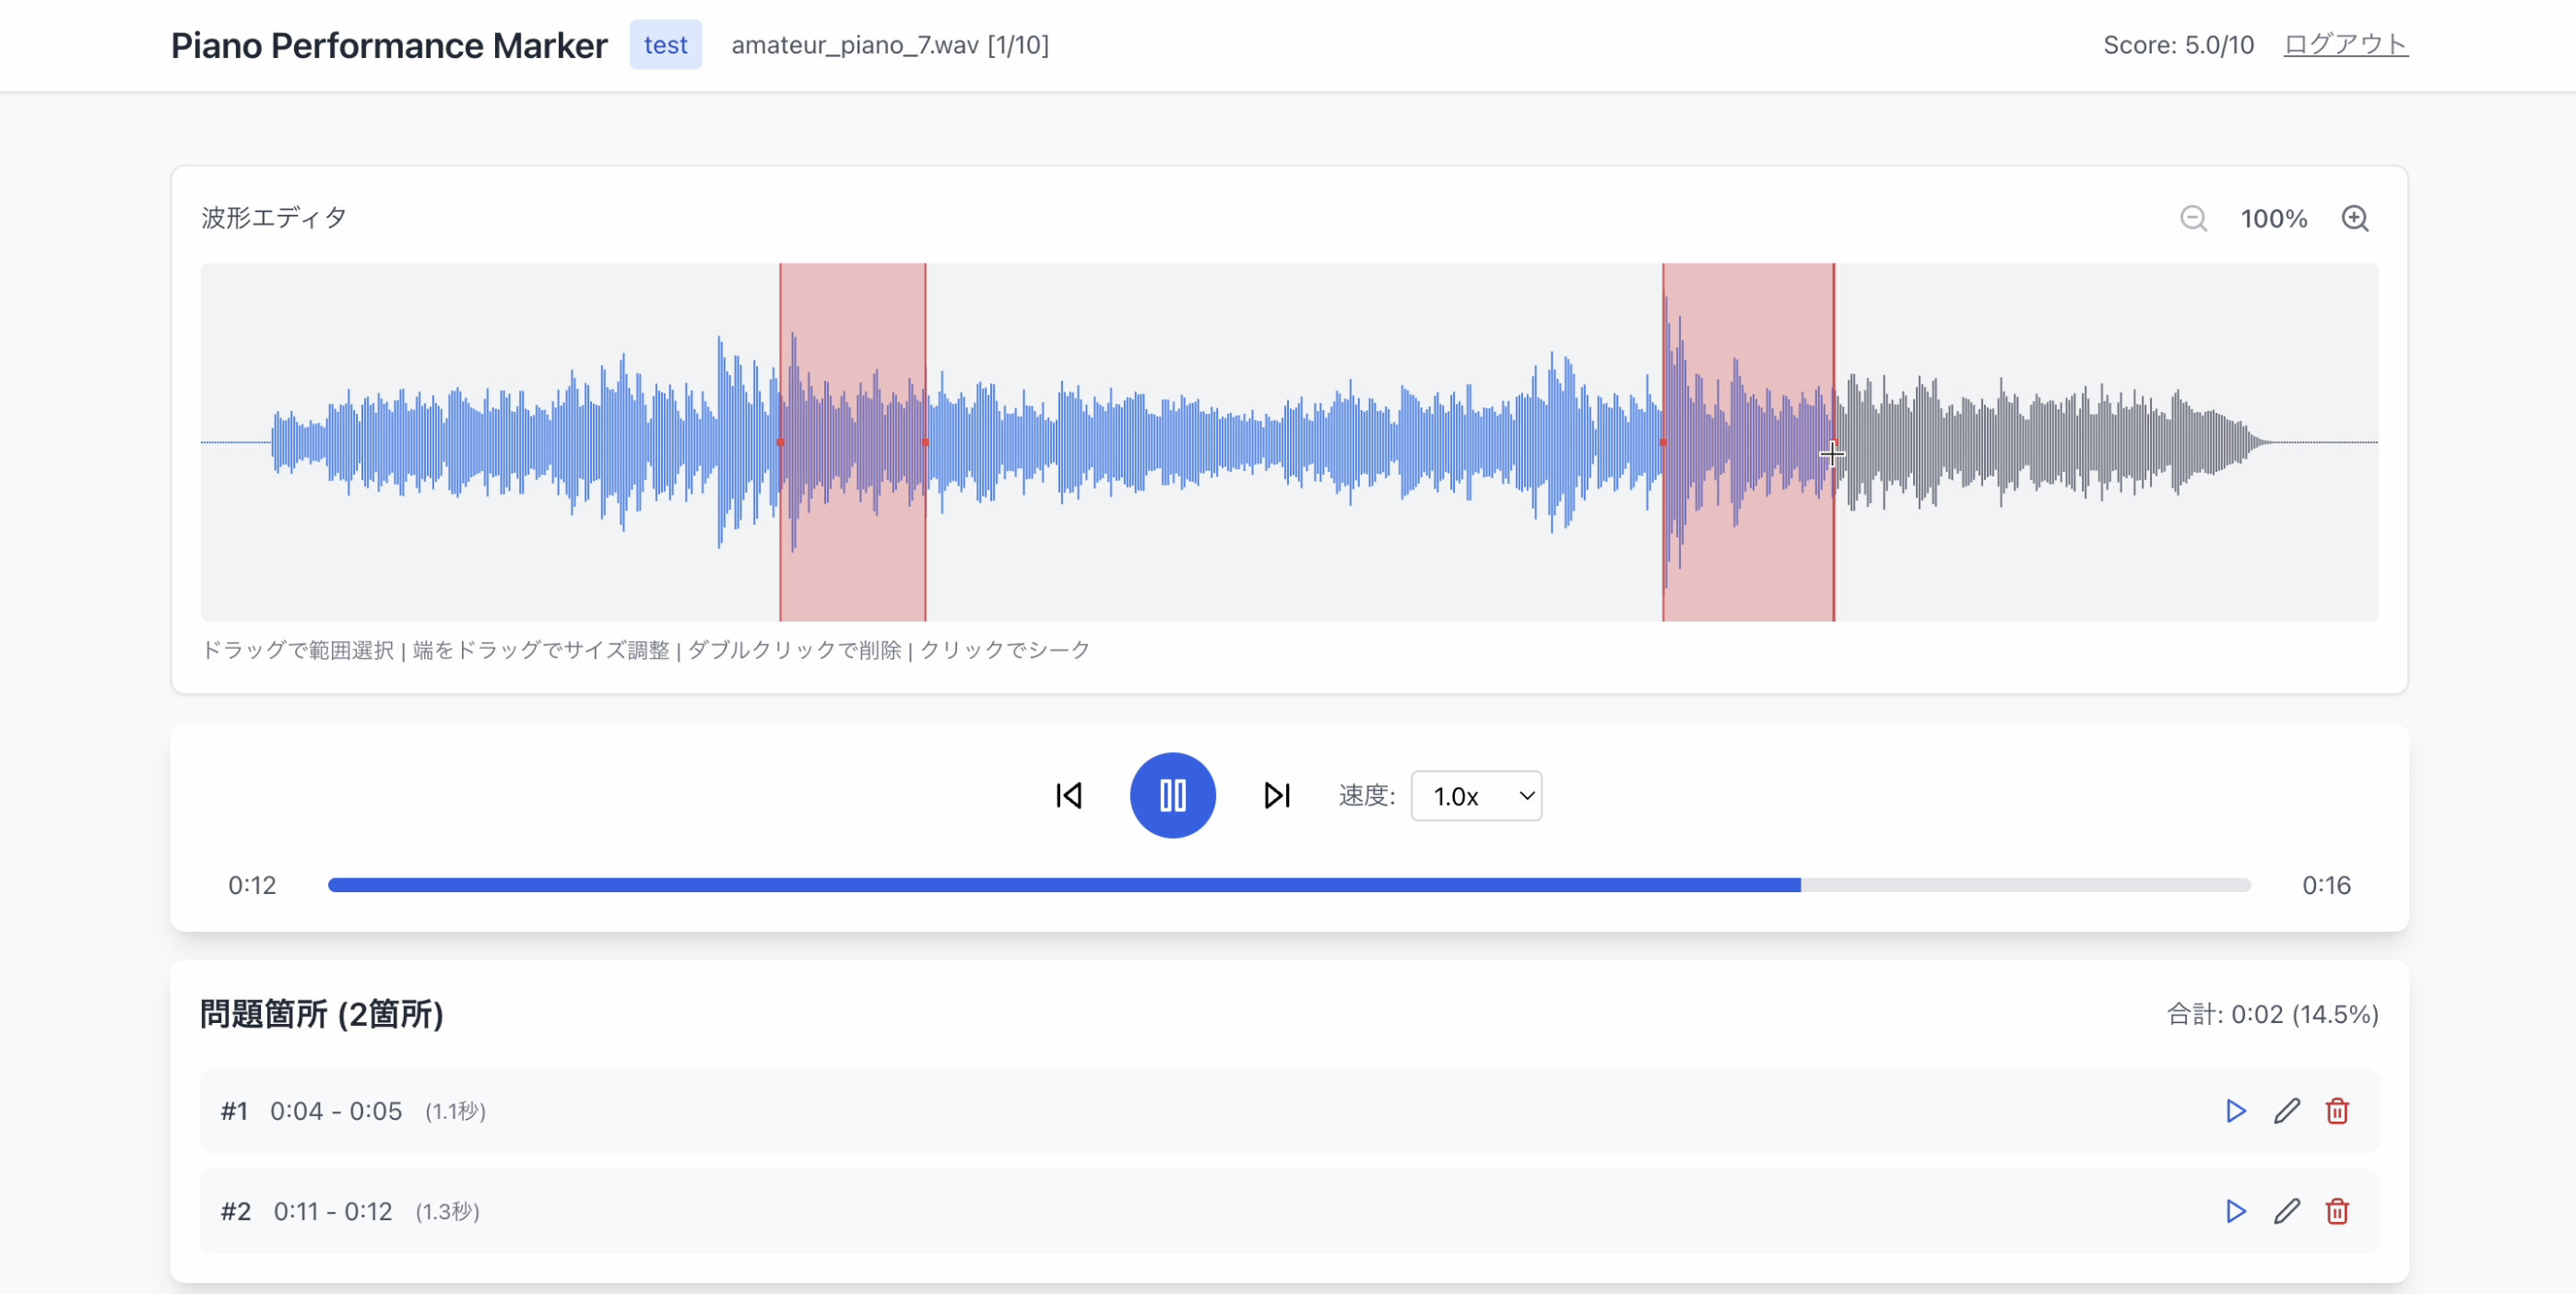 Piano Performance Marker test amateur_piano_7.wav [1/10] Score: 5.0/10 ログアウト
波形エディタ 100%
ドラッグで範囲選択 | 端をドラッグでサイズ調整 | ダブルクリックで削除 | クリックでシーク
速度: 1.0x
0:12 0:16
問題箇所 (2箇所) 合計: 0:02 (14.5%)
#1 0:04 - 0:05 (1.1秒)
#2 0:11 - 0:12 (1.3秒)